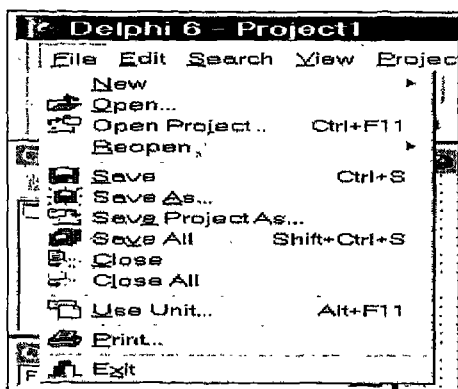 Delphi 6 - Project1
File Edit Search View Projec
New
Open...
Open Project... Ctrl+F11
Reopen
Save Ctrl+S
Save As...
Save Project As...
Save All Shift+Ctrl+S
Close
Close All
Use Unit... Alt+F11
Print...
Exit
F